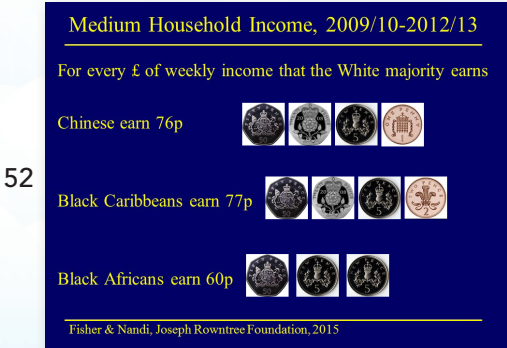 Medium Household Income, 2009/10-2012/13
For every £ of weekly income that the White majority earns
Chinese earn 76p
52
Black Caribbeans earn 77p
Black Africans earn 60p
Fisher & Nandi, Joseph Rowntree Foundation, 2015